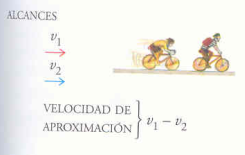 ALCANCES
v₁
v₂
VELOCIDAD DE
APROXIMACIÓN } v₁ − v₂